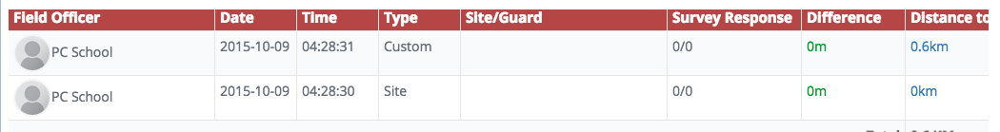 Field Officer Date Time Type Site/Guard Survey Response Difference Distance to
PC School 2015-10-09 04:28:31 Custom 0/0 0m 0.6km
PC School 2015-10-09 04:28:30 Site 0/0 0m 0km